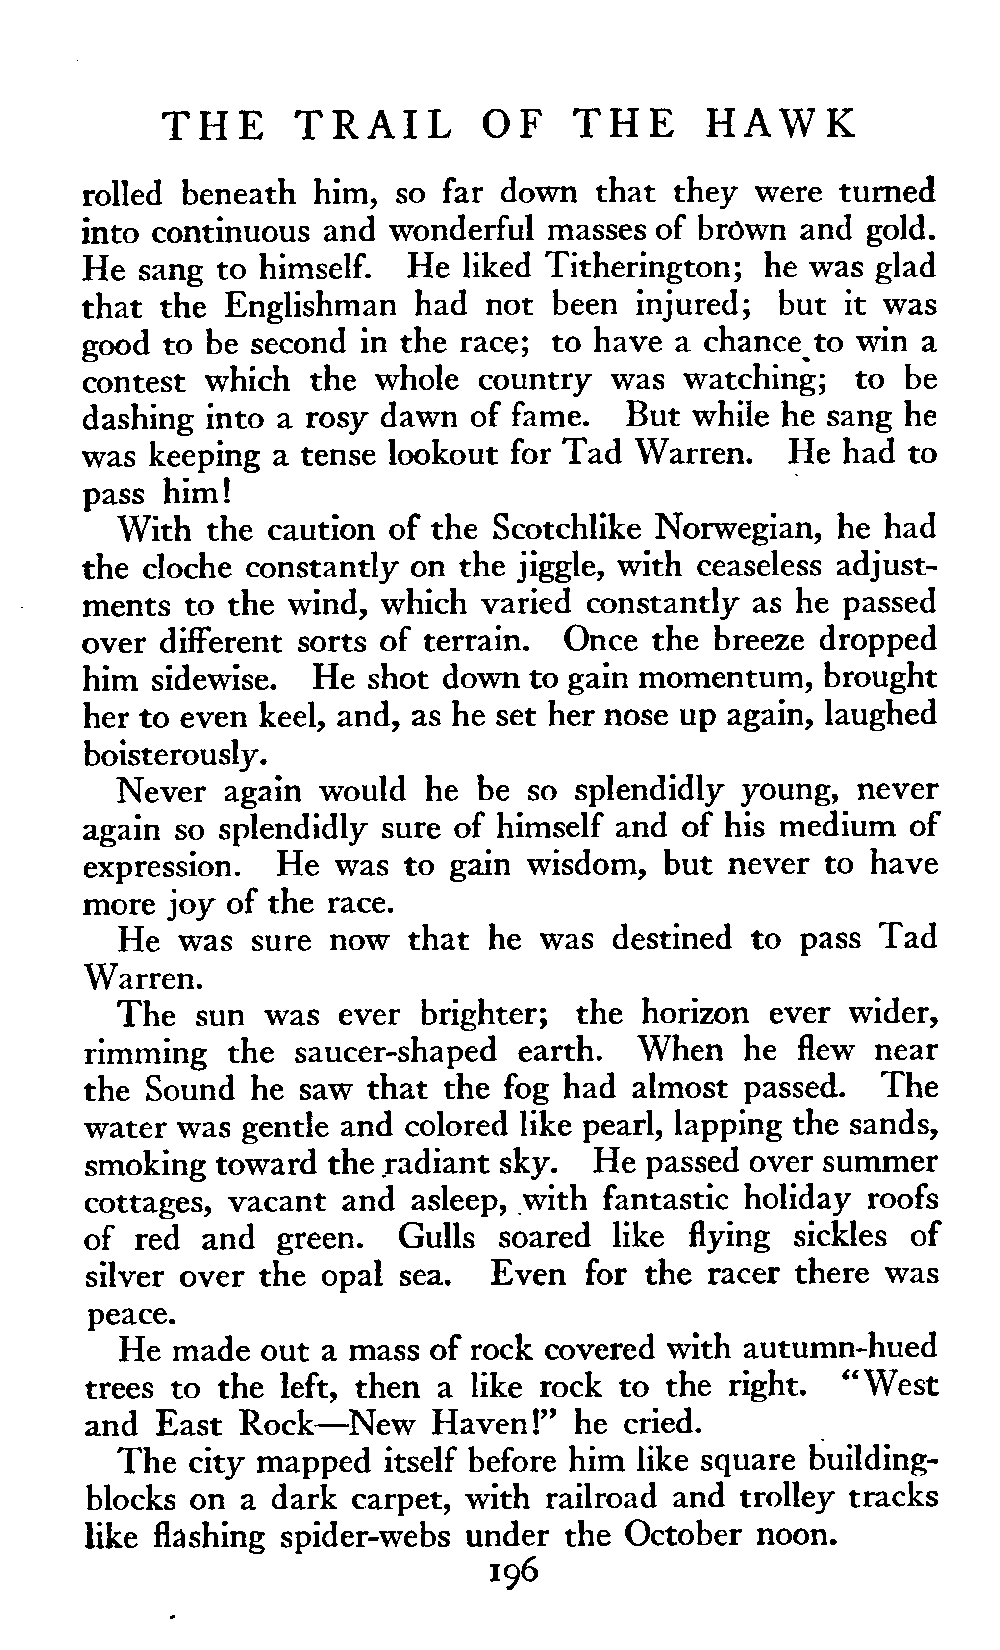 THE TRAIL OF THE HAWK
rolled beneath him, so far down that they were turned
into continuous and wonderful masses of brown and gold.
He sang to himself. He liked Titherington; he was glad
that the Englishman had not been injured; but it was
good to be second in the race; to have a chance to win a
contest which the whole country was watching; to be
dashing into a rosy dawn of fame. But while he sang he
was keeping a tense lookout for Tad Warren. He had to
pass him!
With the caution of the Scotchlike Norwegian, he had
the cloche constantly on the jiggle, with ceaseless adjust-
ments to the wind, which varied constantly as he passed
over different sorts of terrain. Once the breeze dropped
him sidewise. He shot down to gain momentum, brought
her to even keel, and, as he set her nose up again, laughed
boisterously.
Never again would he be so splendidly young, never
again so splendidly sure of himself and of his medium of
expression. He was to gain wisdom, but never to have
more joy of the race.
He was sure now that he was destined to pass Tad
Warren.
The sun was ever brighter; the horizon ever wider,
rimming the saucer-shaped earth. When he flew near
the Sound he saw that the fog had almost passed. The
water was gentle and colored like pearl, lapping the sands,
smoking toward the radiant sky. He passed over summer
cottages, vacant and asleep, with fantastic holiday roofs
of red and green. Gulls soared like flying sickles of
silver over the opal sea. Even for the racer there was
peace.
He made out a mass of rock covered with autumn-hued
trees to the left, then a like rock to the right. "West
and East Rock—New Haven!" he cried.
The city mapped itself before him like square building-
blocks on a dark carpet, with railroad and trolley tracks
like flashing spider-webs under the October noon.
196